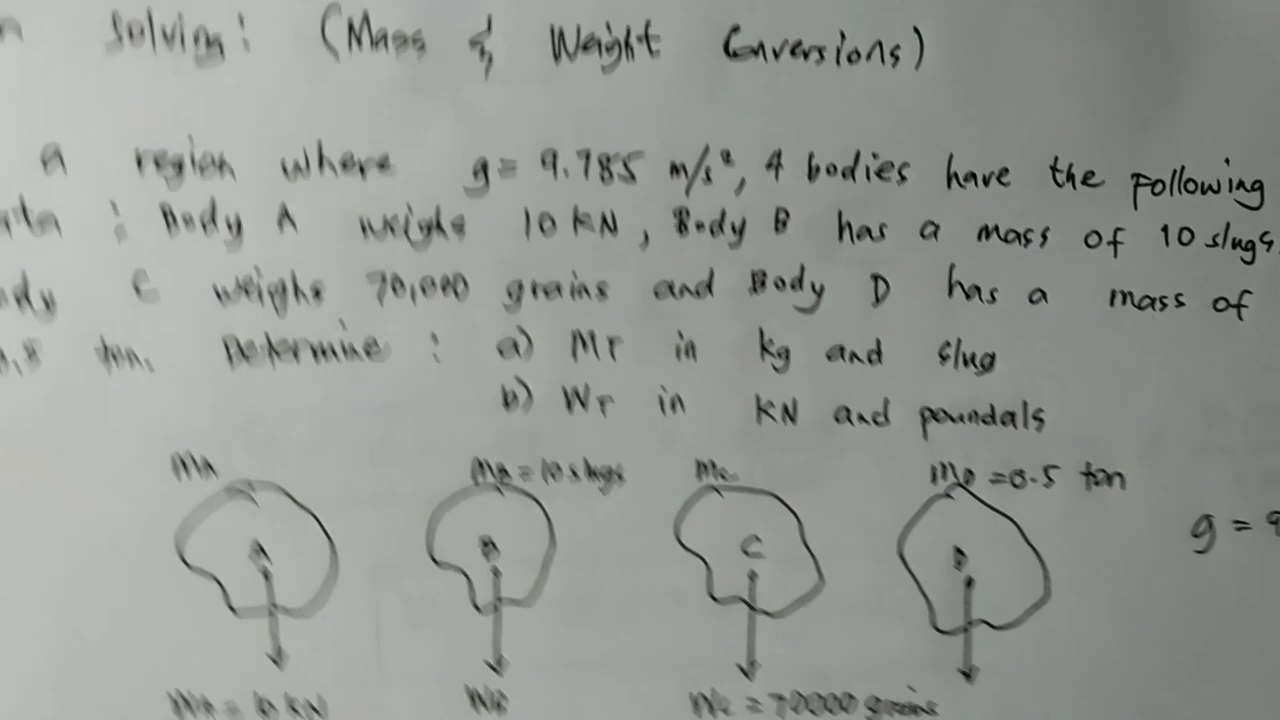 solving: (Mass & Weight Conversions)
a region where g= 9.785 m/s², 4 bodies have the following
: Body A weighs 10 KN, Body B has a mass of 10 slugs.
C weighs 70,000 grains and Body D has a mass of
ton. Determine : a) MT in kg and slug
b) WT in KN and poundals
MA MB = 10 slugs MC MD = 0.5 ton
g =
A B C D
WB WC = 70000 grains